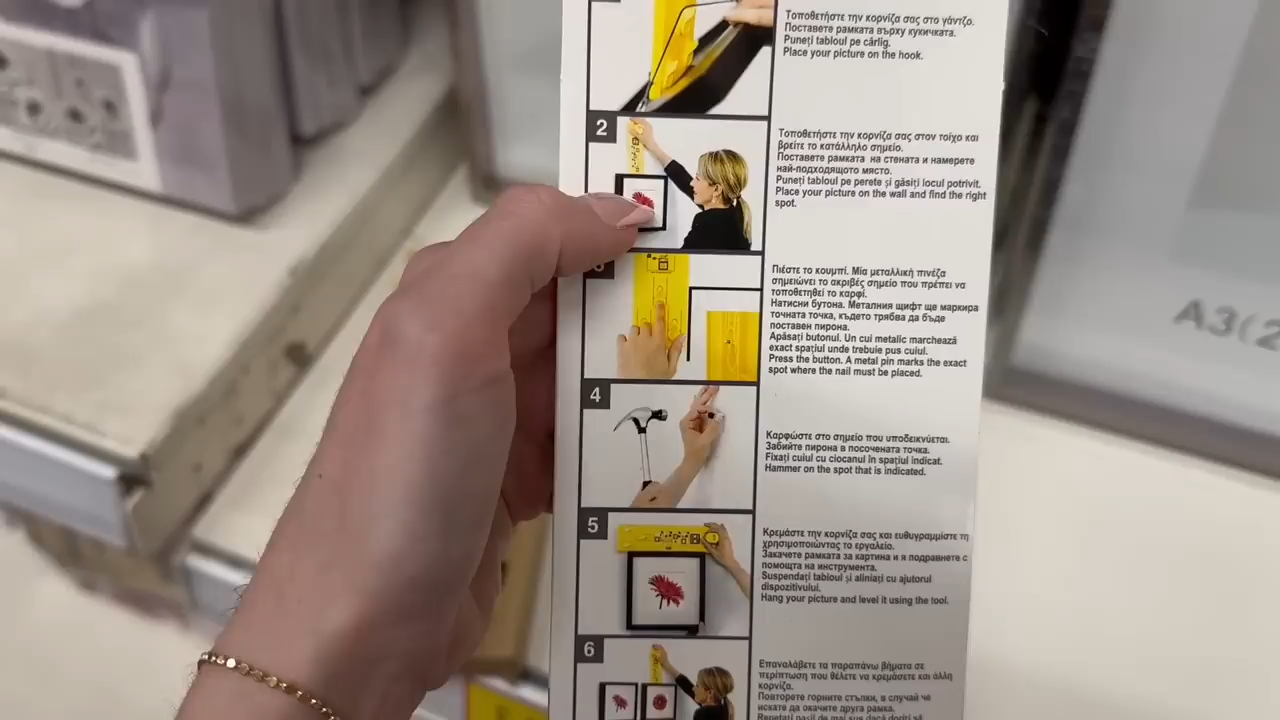 Τοποθετήστε την κορνίζα σας στο γάντζο.
Поставете рамката върху кукичката.
Puneți tabloul pe cârlig.
Place your picture on the hook.
2
Τοποθετήστε την κορνίζα σας στον τοίχο και
βρείτε το κατάλληλο σημείο.
Поставете рамката на стената и намерете
най-подходящото място.
Puneți tabloul pe perete și găsiți locul potrivit.
Place your picture on the wall and find the right
spot.
Πιέστε το κουμπί. Μία μεταλλική πινέζα
σημειώνει το ακριβές σημείο που πρέπει να
τοποθετηθεί το καρφί.
Натисни бутона. Металния щифт ще маркира
точната точка, където трябва да бъде
поставен пирона.
Apăsați butonul. Un cui metalic marchează
exact spațiul unde trebuie pus cuiul.
Press the button. A metal pin marks the exact
spot where the nail must be placed.
4
Καρφώστε στο σημείο που υποδεικνύεται.
Забийте пирона в посочената точка.
Fixați cuiul cu ciocanul în spațiul indicat.
Hammer on the spot that is indicated.
5
Κρεμάστε την κορνίζα σας και ευθυγραμμίστε τη
χρησιμοποιώντας το εργαλείο.
Закачете рамката за картина и я подравнете с
помощта на инструмента.
Suspendați tabloul și aliniați cu ajutorul
dispozitivului.
Hang your picture and level it using the tool.
6
Επαναλάβετε τα παραπάνω βήματα σε
περίπτωση που θέλετε να κρεμάσετε και άλλη
κορνίζα.
Повторете горните стъпки, в случай че
искате да окачите друга рамка.
Repetați pașii de mai sus dacă doriți să
A3(2